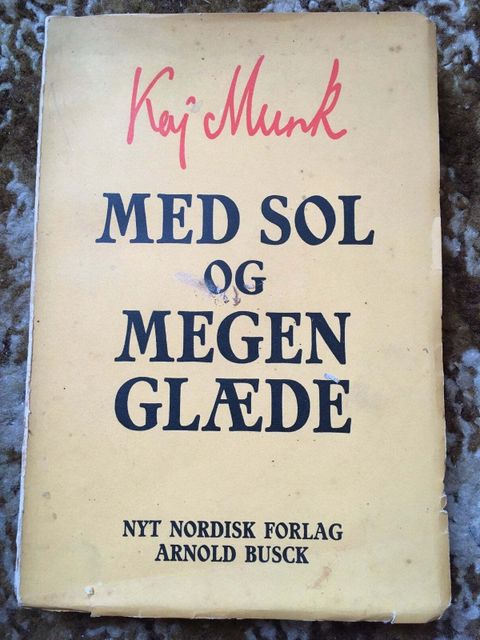 Kaj Munk
MED SOL
OG
MEGEN
GLÆDE
NYT NORDISK FORLAG
ARNOLD BUSCK